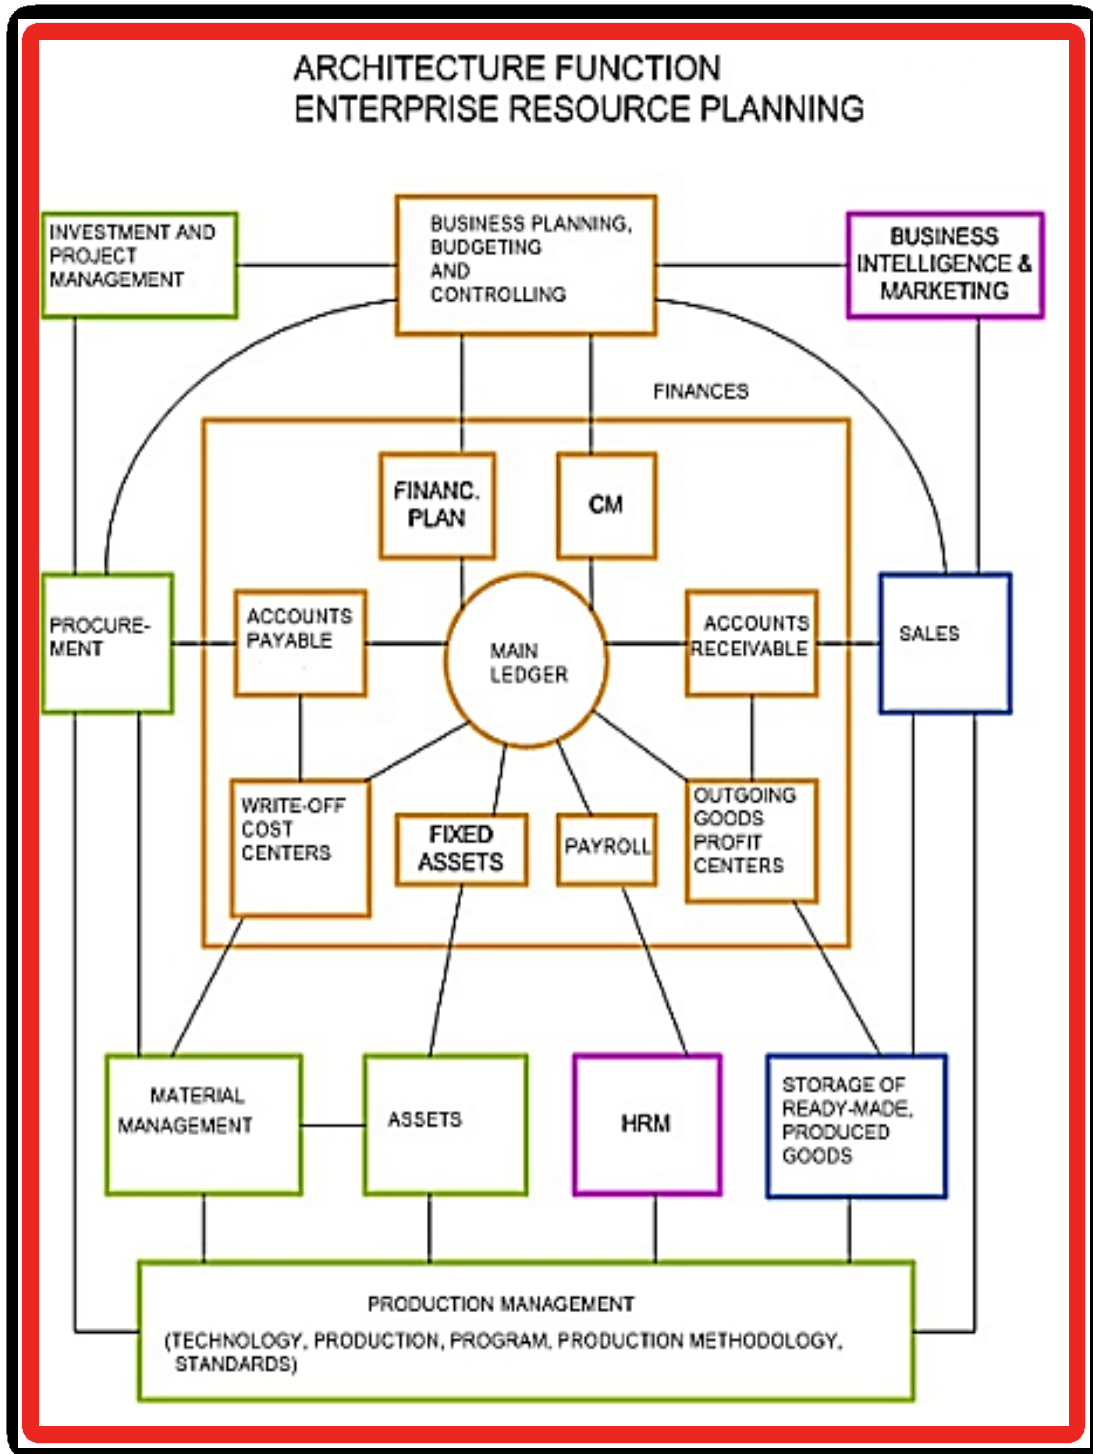 ARCHITECTURE FUNCTION
ENTERPRISE RESOURCE PLANNING
INVESTMENT AND
PROJECT
MANAGEMENT
BUSINESS PLANNING,
BUDGETING
AND
CONTROLLING
BUSINESS
INTELLIGENCE &
MARKETING
FINANCES
FINANC.
PLAN
CM
PROCURE-
MENT
ACCOUNTS
PAYABLE
MAIN
LEDGER
ACCOUNTS
RECEIVABLE
SALES
WRITE-OFF
COST
CENTERS
FIXED
ASSETS
PAYROLL
OUTGOING
GOODS
PROFIT
CENTERS
MATERIAL
MANAGEMENT
ASSETS
HRM
STORAGE OF
READY-MADE,
PRODUCED
GOODS
PRODUCTION MANAGEMENT
(TECHNOLOGY, PRODUCTION, PROGRAM, PRODUCTION METHODOLOGY,
STANDARDS)